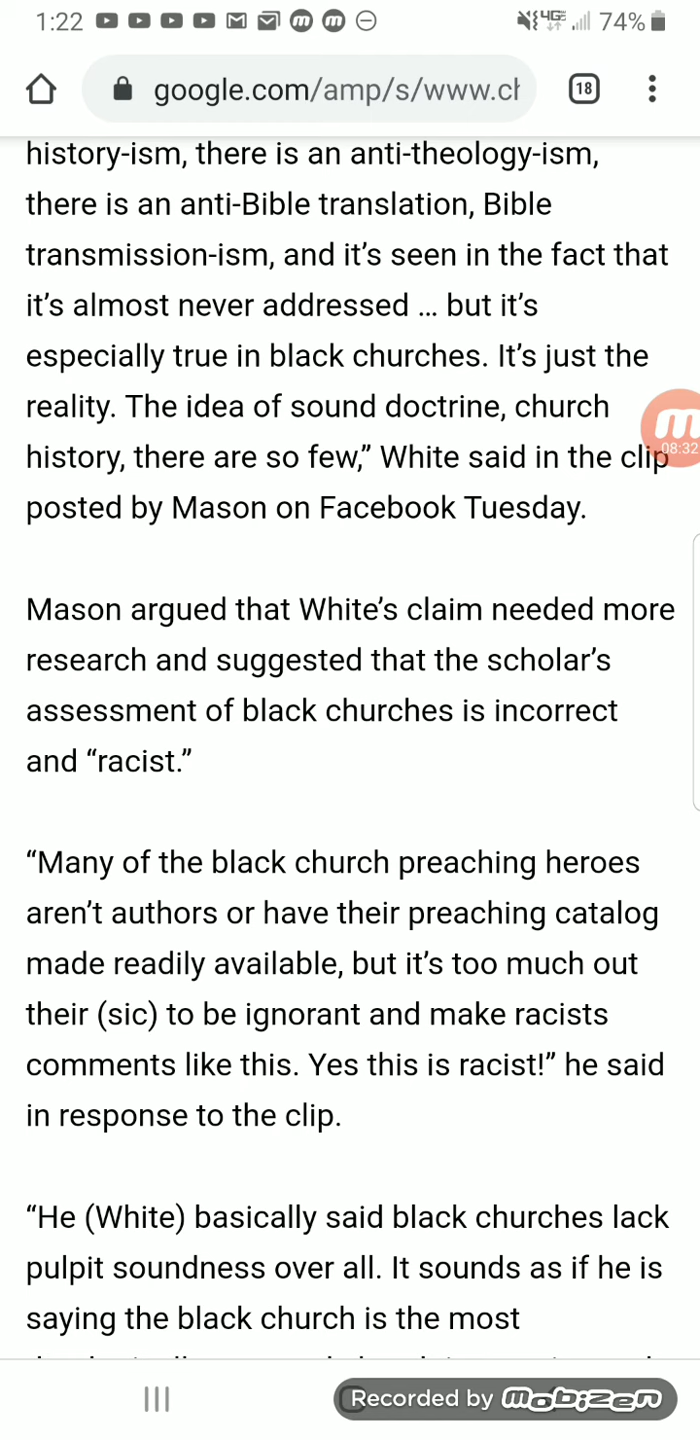 1:22
4G 74%
google.com/amp/s/www.ch
18
history-ism, there is an anti-theology-ism,
there is an anti-Bible translation, Bible
transmission-ism, and it’s seen in the fact that
it’s almost never addressed ... but it’s
especially true in black churches. It’s just the
reality. The idea of sound doctrine, church
history, there are so few,” White said in the clip
08:32
posted by Mason on Facebook Tuesday.
Mason argued that White’s claim needed more
research and suggested that the scholar’s
assessment of black churches is incorrect
and “racist.”
“Many of the black church preaching heroes
aren’t authors or have their preaching catalog
made readily available, but it’s too much out
their (sic) to be ignorant and make racists
comments like this. Yes this is racist!” he said
in response to the clip.
“He (White) basically said black churches lack
pulpit soundness over all. It sounds as if he is
saying the black church is the most
Recorded by mobizen